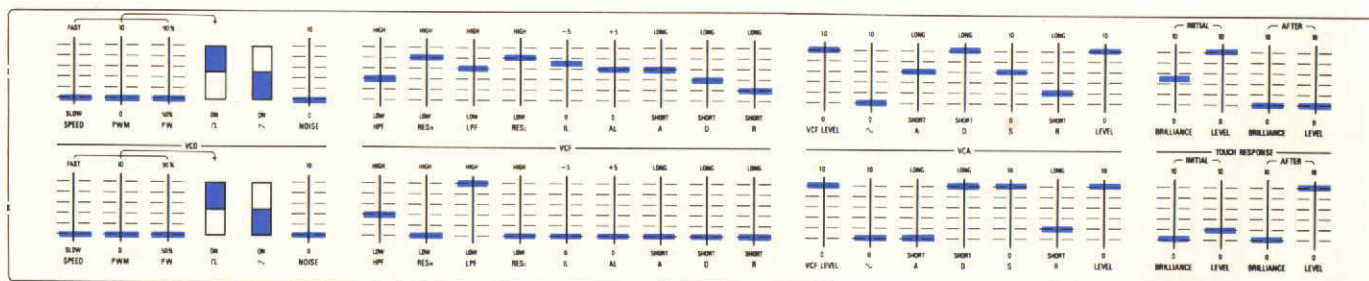 FAST 10 90% 10 HIGH HIGH HIGH HIGH -5 +5 LONG LONG LONG 10 10 LONG LONG 10 LONG 10 INITIAL AFTER
10 10 10 10
SLOW 0 50% ON ON 0 LOW LOW LOW LOW 0 0 SHORT SHORT SHORT 0 0 SHORT SHORT 0 SHORT 0 0 0 0 0
SPEED PWM PW NOISE HPF RESH LPF RESL IL AL A D R VCF LEVEL A D S R LEVEL BRILLIANCE LEVEL BRILLIANCE LEVEL
VCO VCF VCA TOUCH RESPONSE
FAST 10 90% 10 HIGH HIGH HIGH HIGH -5 +5 LONG LONG LONG 10 10 LONG LONG 10 LONG 10 INITIAL AFTER
10 10 10 10
SLOW 0 50% ON ON 0 LOW LOW LOW LOW 0 0 SHORT SHORT SHORT 0 0 SHORT SHORT 0 SHORT 0 0 0 0 0
SPEED PWM PW NOISE HPF RESH LPF RESL IL AL A D R VCF LEVEL A D S R LEVEL BRILLIANCE LEVEL BRILLIANCE LEVEL